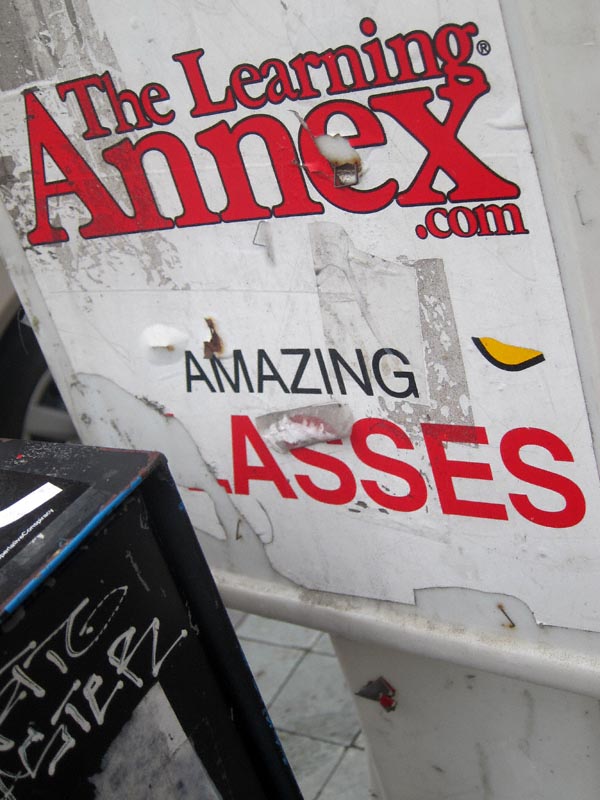 The Learning®
Annex
.com
AMAZING
LASSES